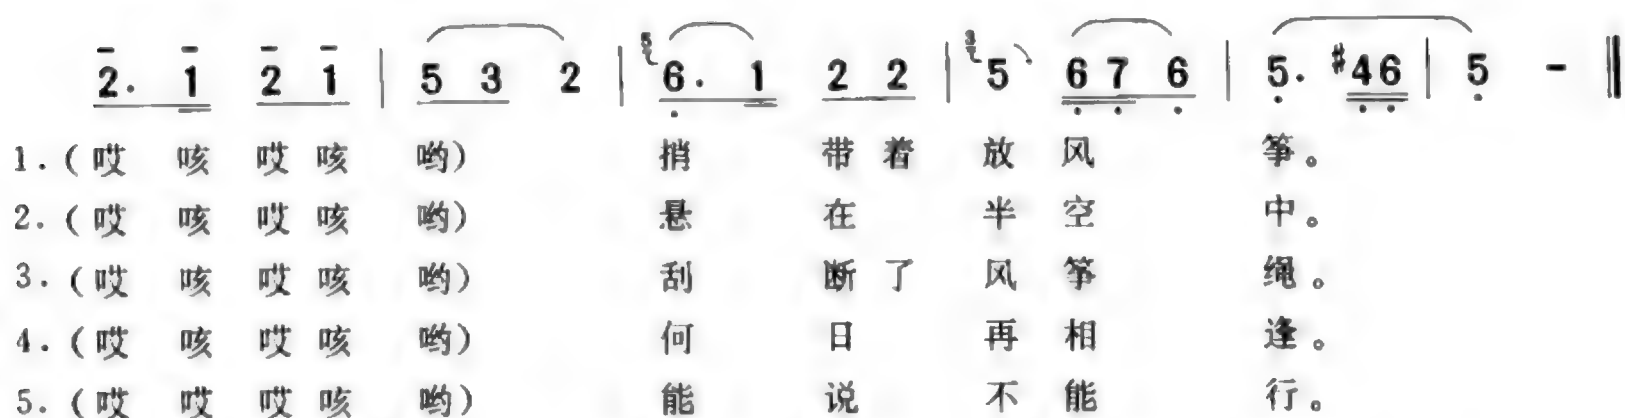 2. 1 2 1 | 5 3 2 | 5 6. 1 2 2 | 3 5 6 7 6 | 5. #46 | 5 - ‖
1.(哎 咳 哎 咳 哟) 捎 带 着 放 风 筝。
2.(哎 咳 哎 咳 哟) 悬 在 半 空 中。
3.(哎 咳 哎 咳 哟) 刮 断 了 风 筝 绳。
4.(哎 咳 哎 咳 哟) 何 日 再 相 逢。
5.(哎 哎 哎 咳 哟) 能 说 不 能 行。